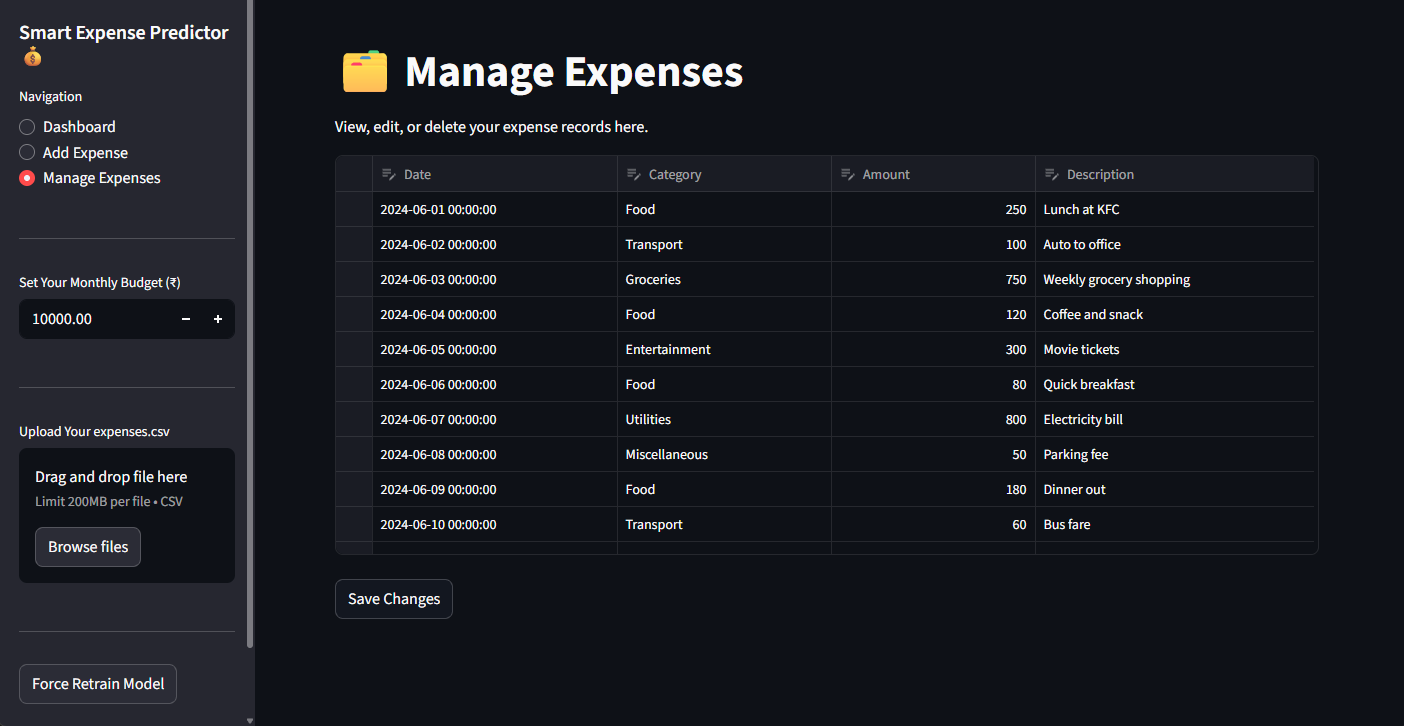 Smart Expense Predictor
Navigation
Dashboard
Add Expense
Manage Expenses
Set Your Monthly Budget (₹)
10000.00 − +
Upload Your expenses.csv
Drag and drop file here
Limit 200MB per file • CSV
Browse files
Force Retrain Model
Manage Expenses
View, edit, or delete your expense records here.
Date Category Amount Description
2024-06-01 00:00:00 Food 250 Lunch at KFC
2024-06-02 00:00:00 Transport 100 Auto to office
2024-06-03 00:00:00 Groceries 750 Weekly grocery shopping
2024-06-04 00:00:00 Food 120 Coffee and snack
2024-06-05 00:00:00 Entertainment 300 Movie tickets
2024-06-06 00:00:00 Food 80 Quick breakfast
2024-06-07 00:00:00 Utilities 800 Electricity bill
2024-06-08 00:00:00 Miscellaneous 50 Parking fee
2024-06-09 00:00:00 Food 180 Dinner out
2024-06-10 00:00:00 Transport 60 Bus fare
Save Changes